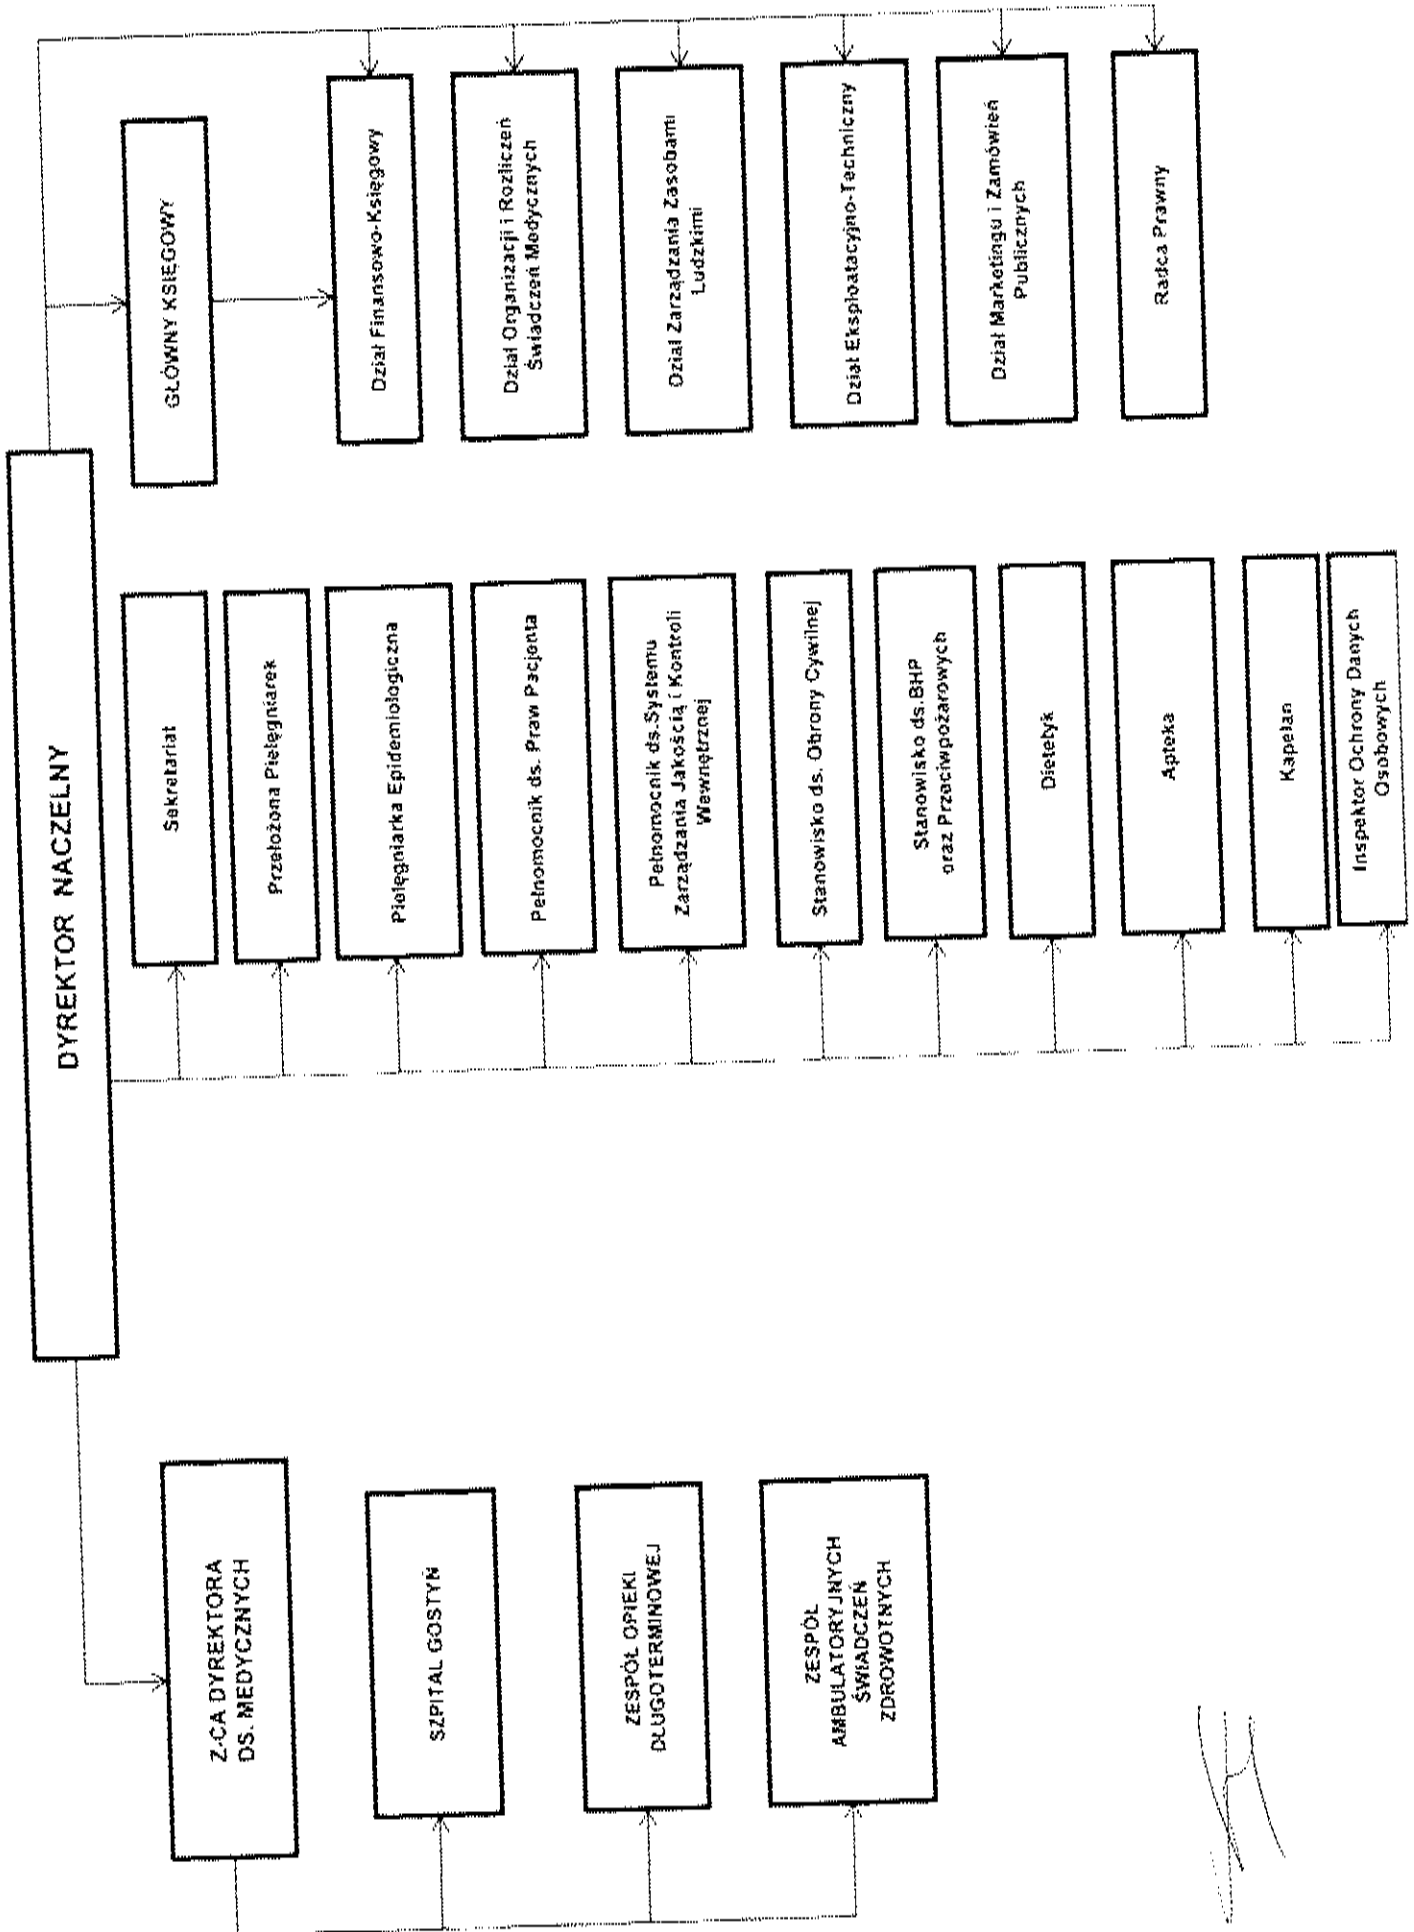 DYREKTOR NACZELNY
Z-CA DYREKTORA
DS. MEDYCZNYCH
SZPITAL GOSTYŃ
ZESPÓŁ OPIEKI
DŁUGOTERMINOWEJ
ZESPÓŁ
AMBULATORYJNYCH
ŚWIADCZEŃ
ZDROWOTNYCH
Sekretariat
Przełożona Pielęgniarek
Pielęgniarka Epidemiologiczna
Pełnomocnik ds. Praw Pacjenta
Pełnomocnik ds.Systemu
Zarządzania Jakością i Kontroli
Wewnętrznej
Stanowisko ds. Obrony Cywilnej
Stanowisko ds.BHP
oraz Przeciwpożarowych
Dietetyk
Apteka
Kapelan
Inspektor Ochrony Danych
Osobowych
GŁÓWNY KSIĘGOWY
Dział Finansowo-Księgowy
Dział Organizacji i Rozliczeń
Świadczeń Medycznych
Dział Zarządzania Zasobami
Ludzkimi
Dział Eksploatacyjno-Techniczny
Dział Marketingu i Zamówień
Publicznych
Radca Prawny